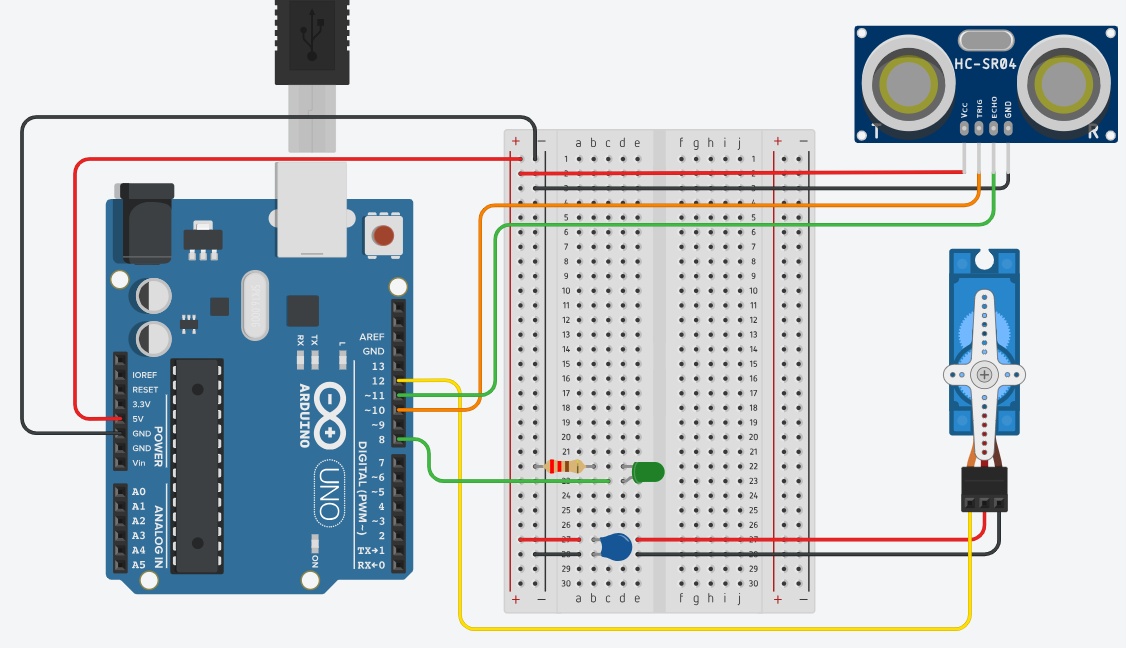 HC-SR04
VCC
TRIG
ECHO
GND
T
R
+ − a b c d e f g h i j + −
1 1
2 2
3 3
4 4
5 5
6 6
7 7
8 8
9 9
10 10
11 11
12 12
13 13
14 14
15 15
16 16
17 17
18 18
19 19
20 20
21 21
22 22
23 23
24 24
25 25
26 26
27 27
28 28
29 29
30 30
+ − a b c d e f g h i j + −
RX
TX
L
AREF
GND
13
12
~11
~10
~9
8
7
~6
~5
4
~3
2
TX→1
RX←0
DIGITAL (PWM~)
ARDUINO
UNO
ON
IOREF
RESET
3.3V
5V
GND
GND
Vin
POWER
A0
A1
A2
A3
A4
A5
ANALOG IN